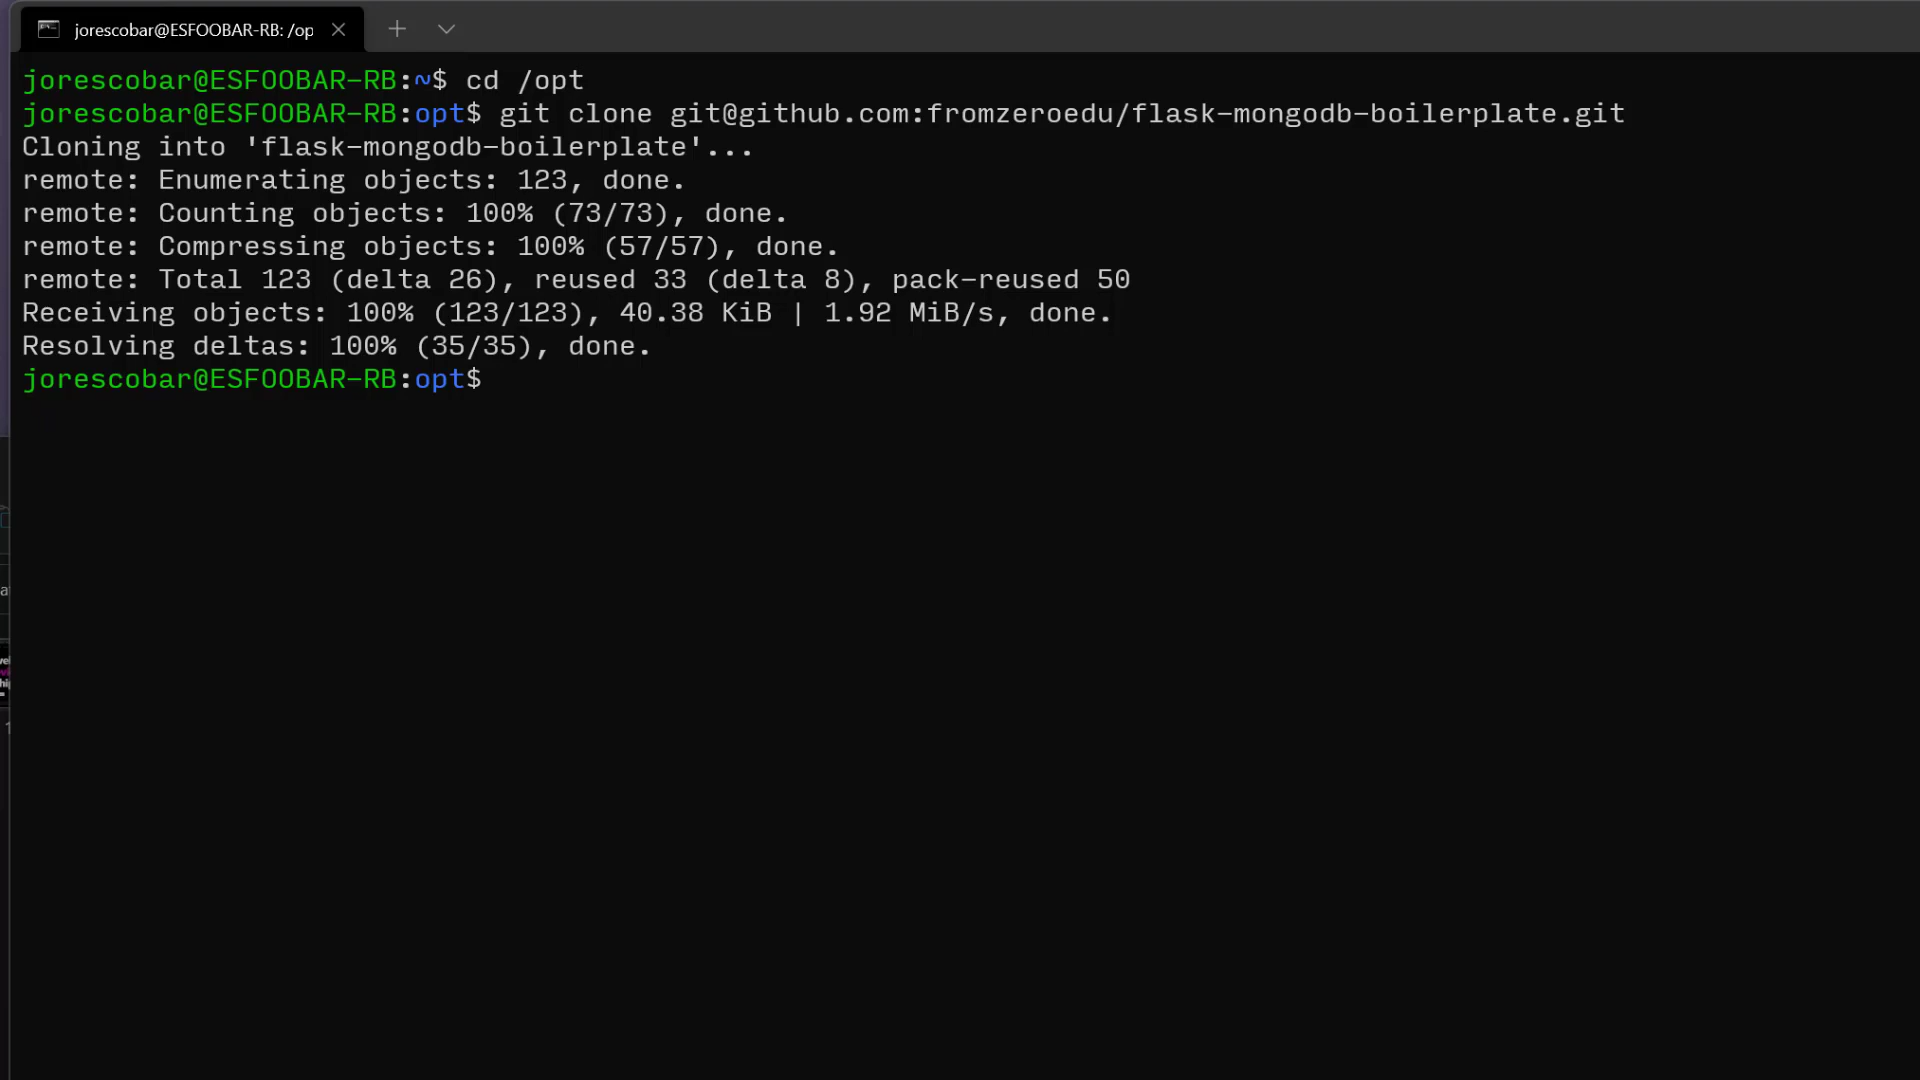 jorescobar@ESFOOBAR-RB: /op
jorescobar@ESFOOBAR-RB:~$ cd /opt
jorescobar@ESFOOBAR-RB:opt$ git clone git@github.com:fromzeroedu/flask-mongodb-boilerplate.git
Cloning into 'flask-mongodb-boilerplate'...
remote: Enumerating objects: 123, done.
remote: Counting objects: 100% (73/73), done.
remote: Compressing objects: 100% (57/57), done.
remote: Total 123 (delta 26), reused 33 (delta 8), pack-reused 50
Receiving objects: 100% (123/123), 40.38 KiB | 1.92 MiB/s, done.
Resolving deltas: 100% (35/35), done.
jorescobar@ESFOOBAR-RB:opt$